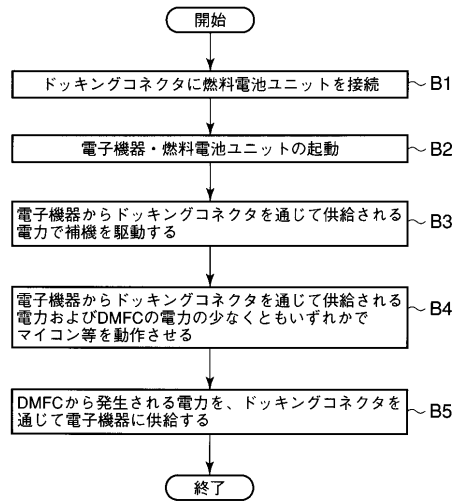 開始
ドッキングコネクタに燃料電池ユニットを接続
B1
電子機器・燃料電池ユニットの起動
B2
電子機器からドッキングコネクタを通じて供給される
電力で補機を駆動する
B3
電子機器からドッキングコネクタを通じて供給される
電力およびDMFCの電力の少なくともいずれかで
マイコン等を動作させる
B4
DMFCから発生される電力を、ドッキングコネクタを
通じて電子機器に供給する
B5
終了